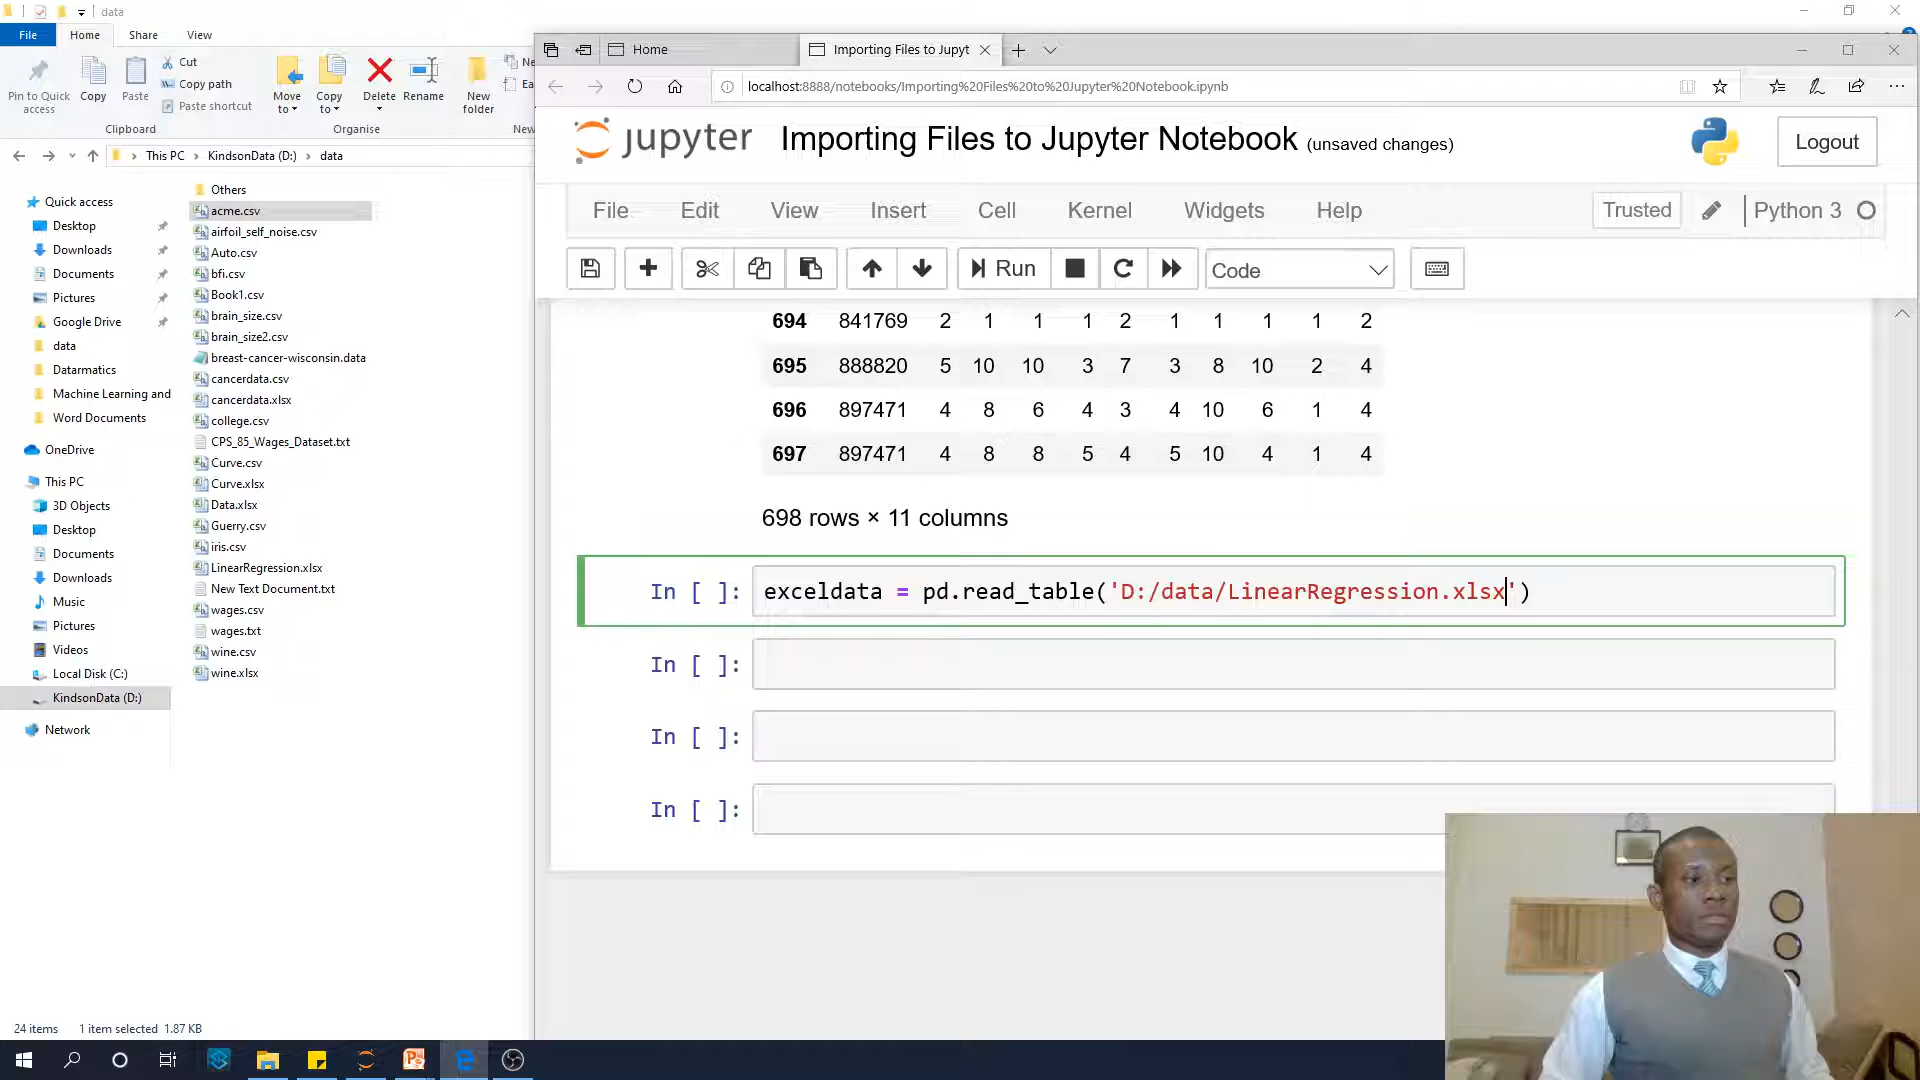 data
File Home Share View
Pin to Quick access
Copy
Paste
Cut
Copy path
Paste shortcut
Clipboard
Move to
Copy to
Delete
Rename
Organise
New folder
Ne
Ea
New
This PC KindsonData (D:) data
Quick access
Desktop
Downloads
Documents
Pictures
Google Drive
data
Datarmatics
Machine Learning and
Word Documents
OneDrive
This PC
3D Objects
Desktop
Documents
Downloads
Music
Pictures
Videos
Local Disk (C:)
KindsonData (D:)
Network
Others
acme.csv
airfoil_self_noise.csv
Auto.csv
bfi.csv
Book1.csv
brain_size.csv
brain_size2.csv
breast-cancer-wisconsin.data
cancerdata.csv
cancerdata.xlsx
college.csv
CPS_85_Wages_Dataset.txt
Curve.csv
Curve.xlsx
Data.xlsx
Guerry.csv
iris.csv
LinearRegression.xlsx
New Text Document.txt
wages.csv
wages.txt
wine.csv
wine.xlsx
24 items 1 item selected 1.87 KB
Home Importing Files to Jupyt
localhost:8888/notebooks/Importing%20Files%20to%20Jupyter%20Notebook.ipynb
jupyter Importing Files to Jupyter Notebook (unsaved changes)
Logout
File Edit View Insert Cell Kernel Widgets Help
Trusted Python 3
Run Code
694 841769 2 1 1 1 2 1 1 1 1 2
695 888820 5 10 10 3 7 3 8 10 2 4
696 897471 4 8 6 4 3 4 10 6 1 4
697 897471 4 8 8 5 4 5 10 4 1 4
698 rows × 11 columns
In [ ]: exceldata = pd.read_table('D:/data/LinearRegression.xlsx')
In [ ]:
In [ ]:
In [ ]: